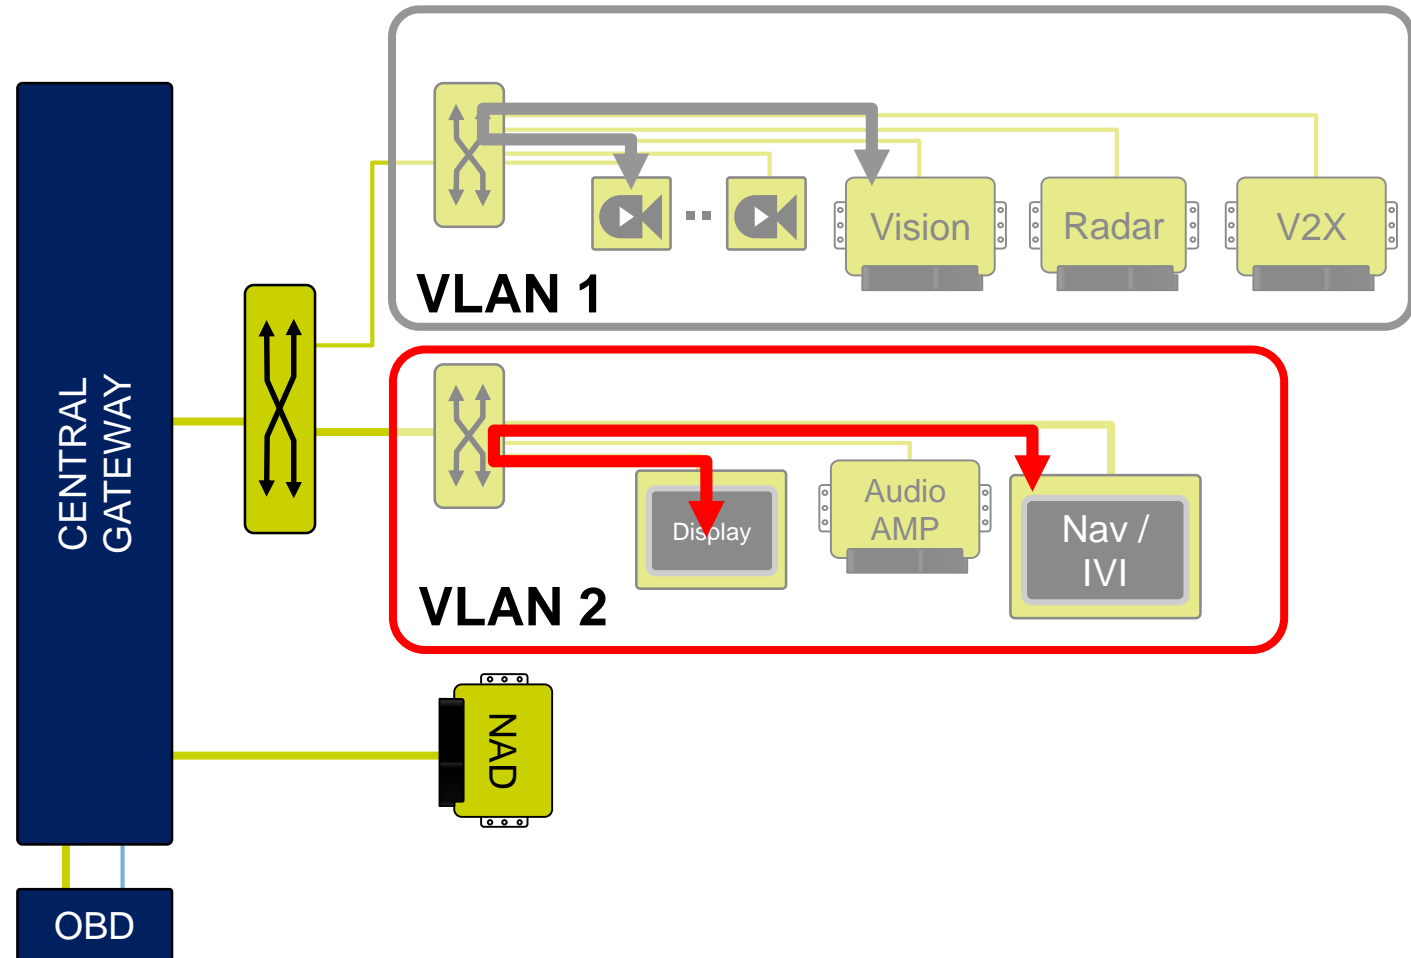 CENTRAL
GATEWAY
Vision
Radar
V2X
VLAN 1
Display
Audio
AMP
Nav /
IVI
VLAN 2
NAD
OBD